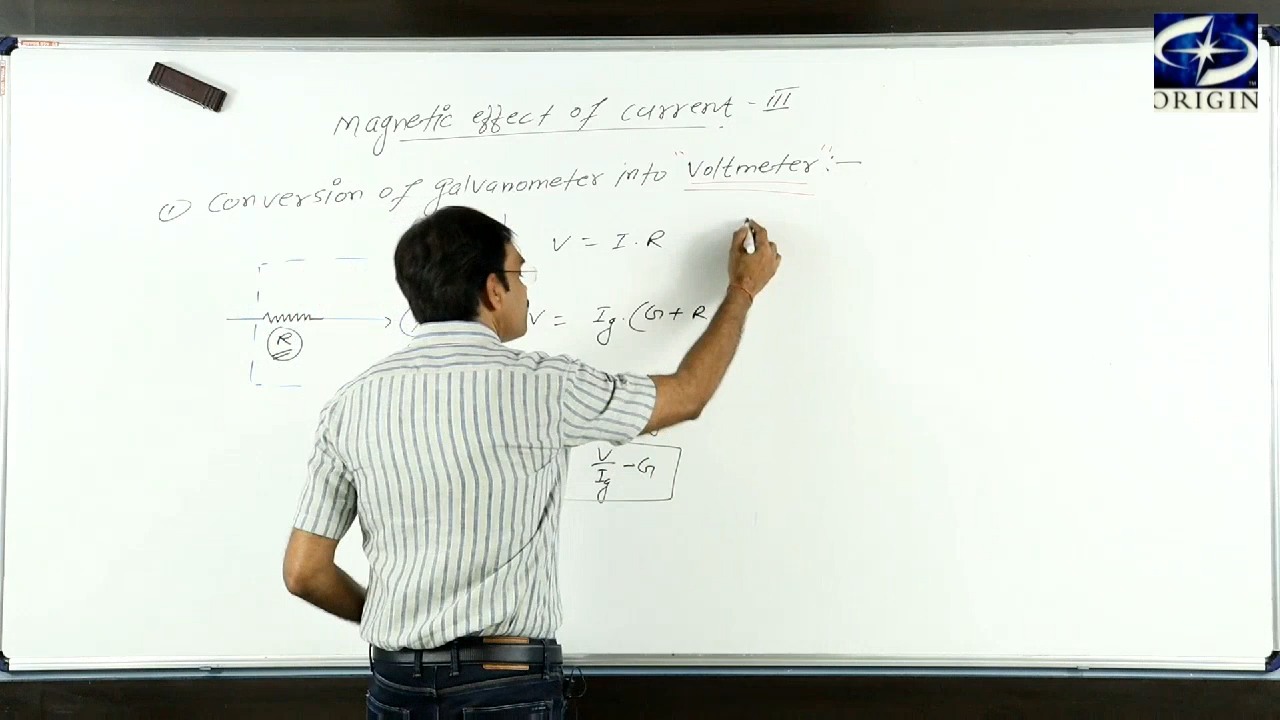 Magnetic effect of current - III
① Conversion of galvanometer into "Voltmeter":-
V = I . R
R
V = Ig . (G + R
V/Ig - G
ORIGIN